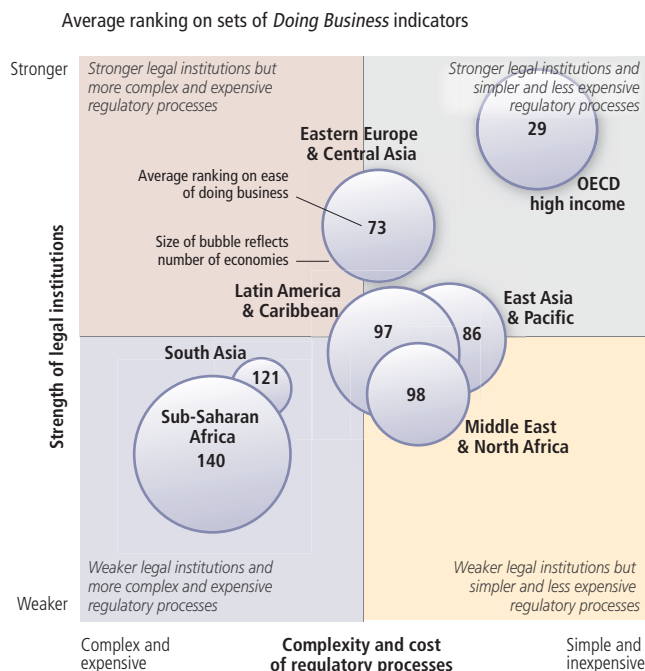 Average ranking on sets of Doing Business indicators
Stronger
Stronger legal institutions but
more complex and expensive
regulatory processes
Stronger legal institutions and
simpler and less expensive
regulatory processes
29
OECD
high income
Eastern Europe
& Central Asia
Average ranking on ease
of doing business
73
Size of bubble reflects
number of economies
Strength of legal institutions
Latin America
& Caribbean
97
East Asia
& Pacific
86
South Asia
121
98
Middle East
& North Africa
Sub-Saharan
Africa
140
Weaker legal institutions and
more complex and expensive
regulatory processes
Weaker legal institutions but
simpler and less expensive
regulatory processes
Weaker
Complex and
expensive
Complexity and cost
of regulatory processes
Simple and
inexpensive